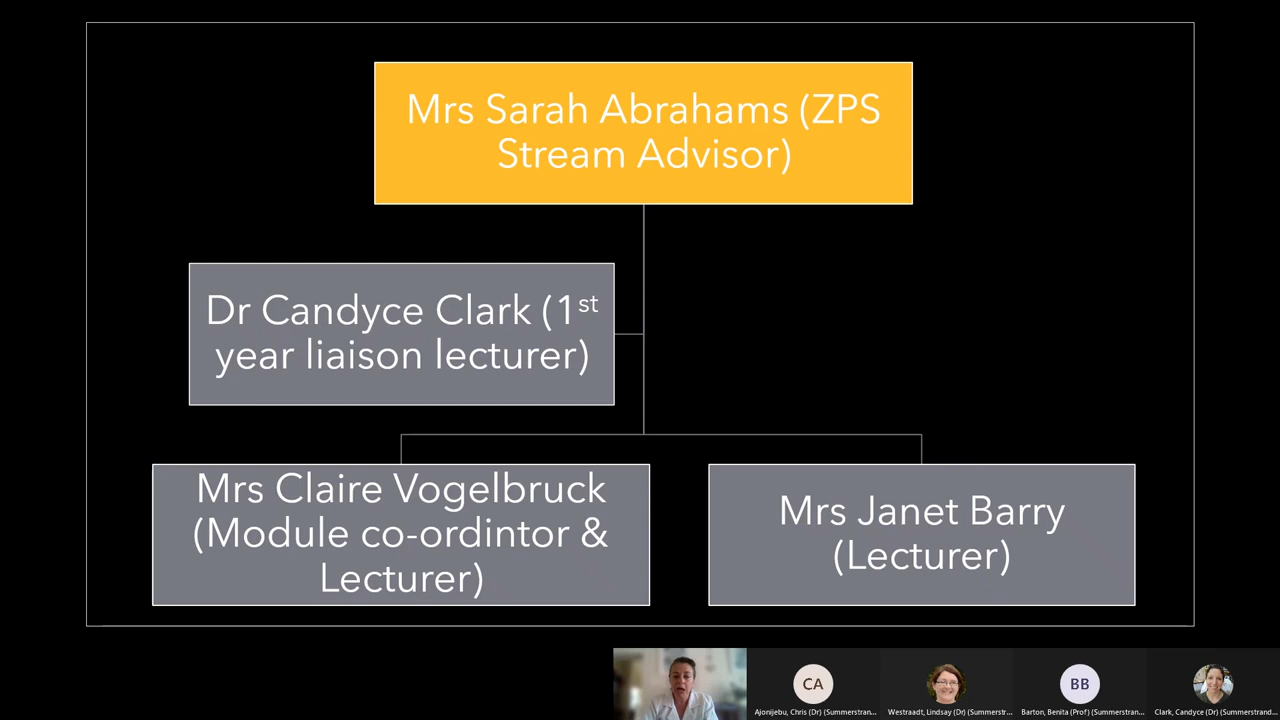 Mrs Sarah Abrahams (ZPS
Stream Advisor)
Dr Candyce Clark (1st
year liaison lecturer)
Mrs Claire Vogelbruck
(Module co-ordintor &
Lecturer)
Mrs Janet Barry
(Lecturer)
CA
BB
Ajonijebu, Chris (Dr) (Summerstran...
Westraadt, Lindsay (Dr) (Summerstr...
Barton, Benita (Prof) (Summerstran...
Clark, Candyce (Dr) (Summerstrand...